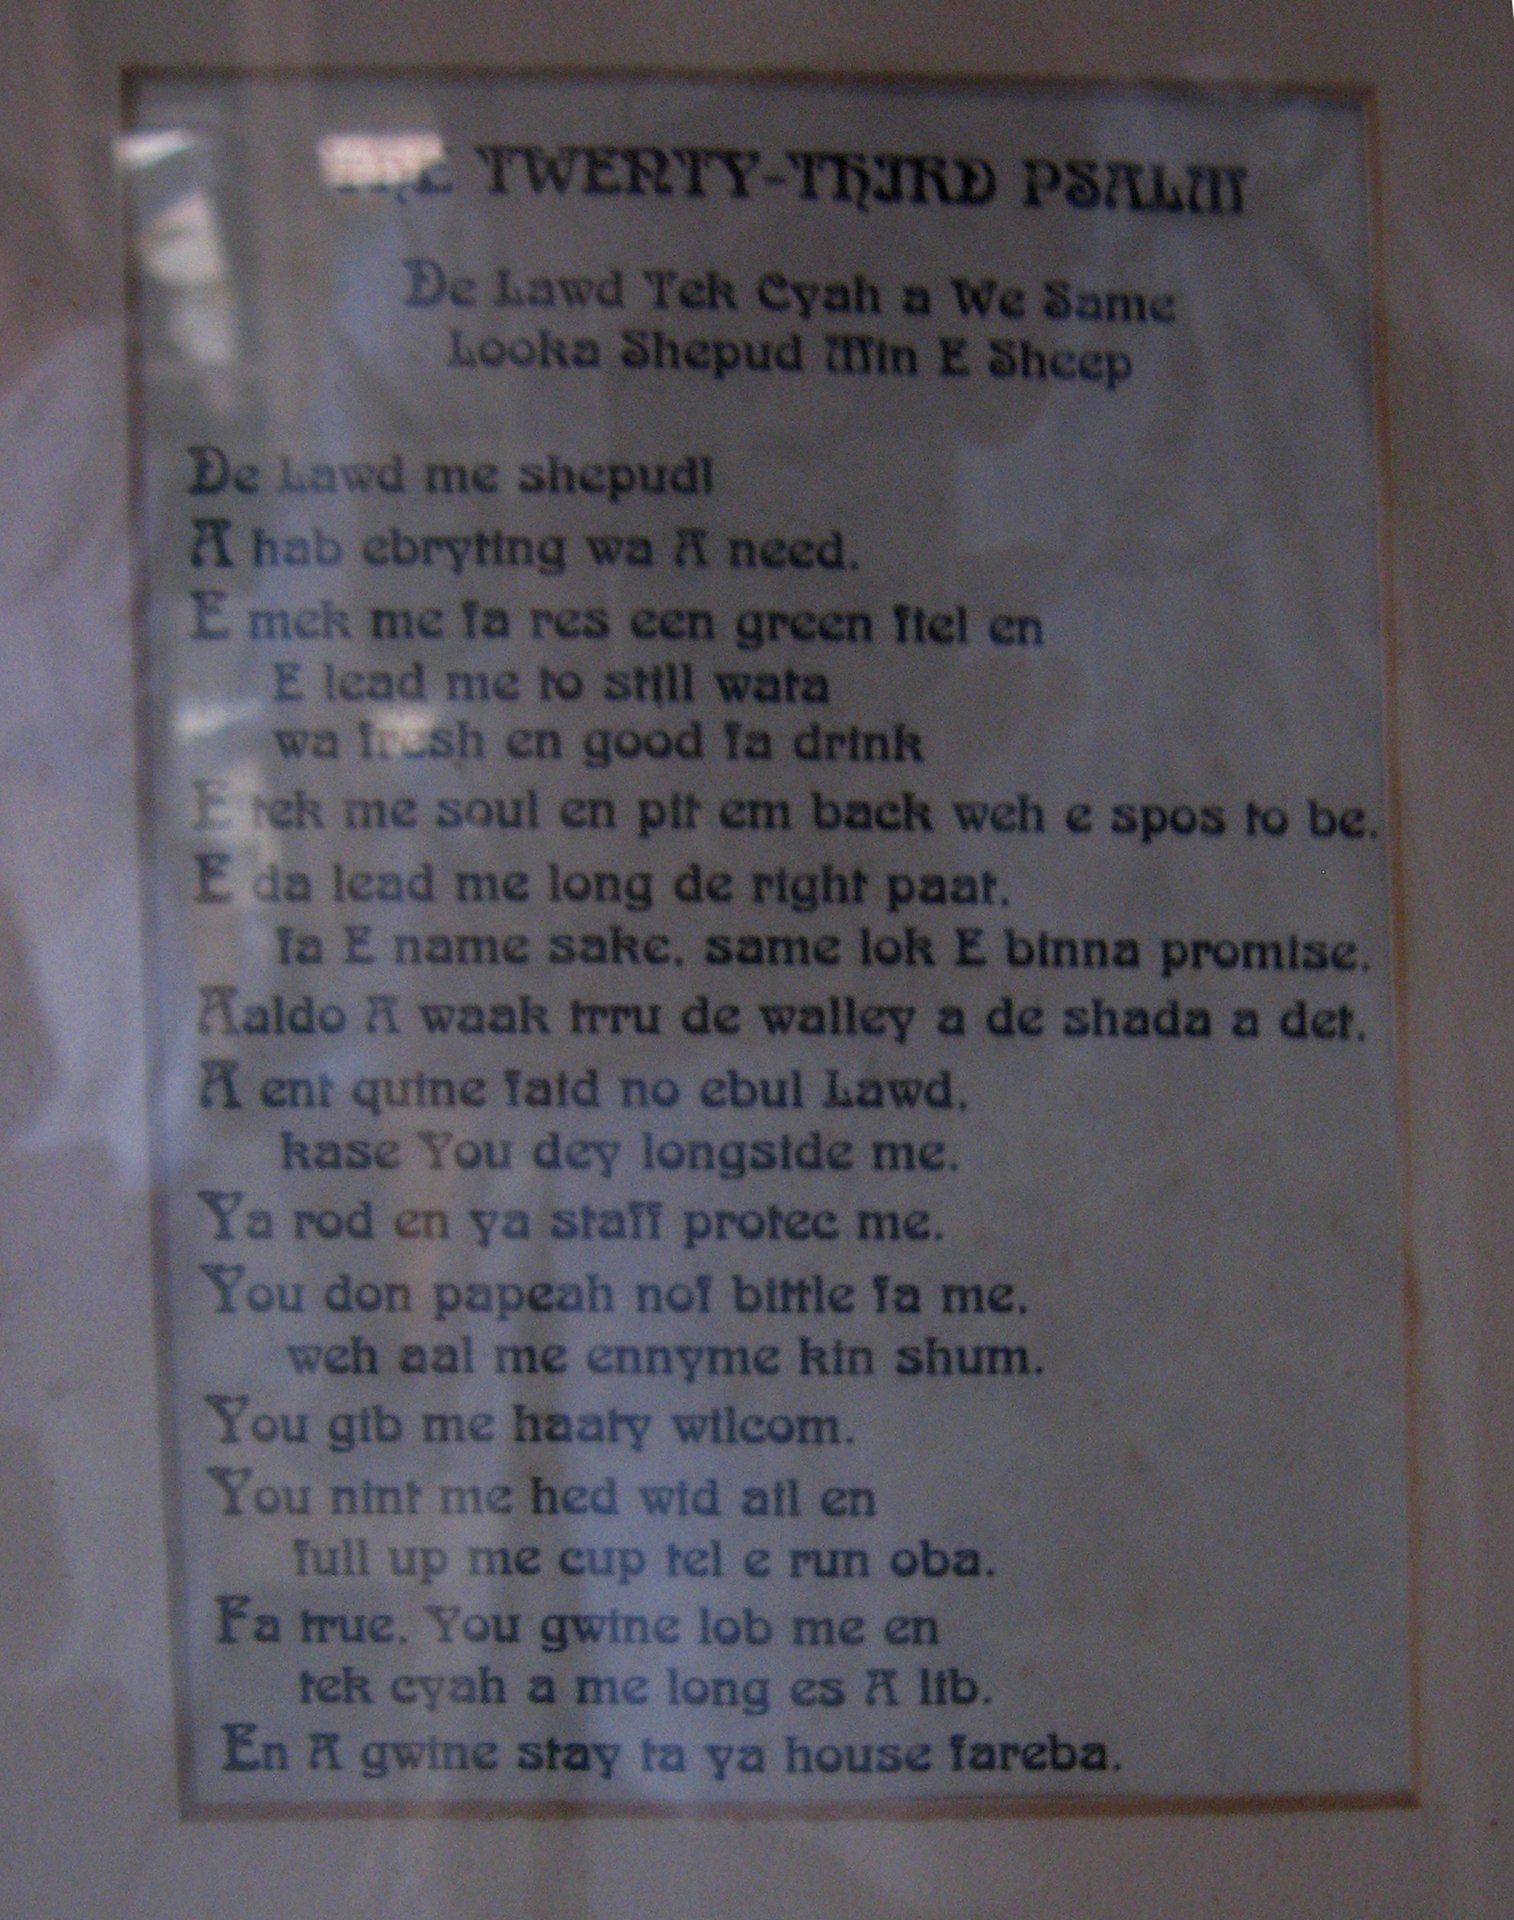 THE TWENTY-THIRD PSALM
De Lawd Tek Cyah a We Same
Looka Shepud Min E Sheep
De Lawd me shepud!
A hab ebryting wa A need.
E mek me fa res een green fiel en
E lead me to still wata
wa fresh en good fa drink
E tek me soul en pit em back weh e spos to be.
E da lead me long de right paat,
fa E name sake, same lok E binna promise.
Aaldo A waak trru de walley a de shada a det,
A ent quine faid no ebul Lawd,
kase You dey longside me.
Ya rod en ya staff protec me.
You don papeah nof bittle fa me,
weh aal me ennyme kin shum.
You gib me haaty wilcom.
You nint me hed wid ail en
full up me cup tel e run oba.
Fa true, You gwine lob me en
tek cyah a me long es A lib.
En A gwine stay ta ya house fareba.